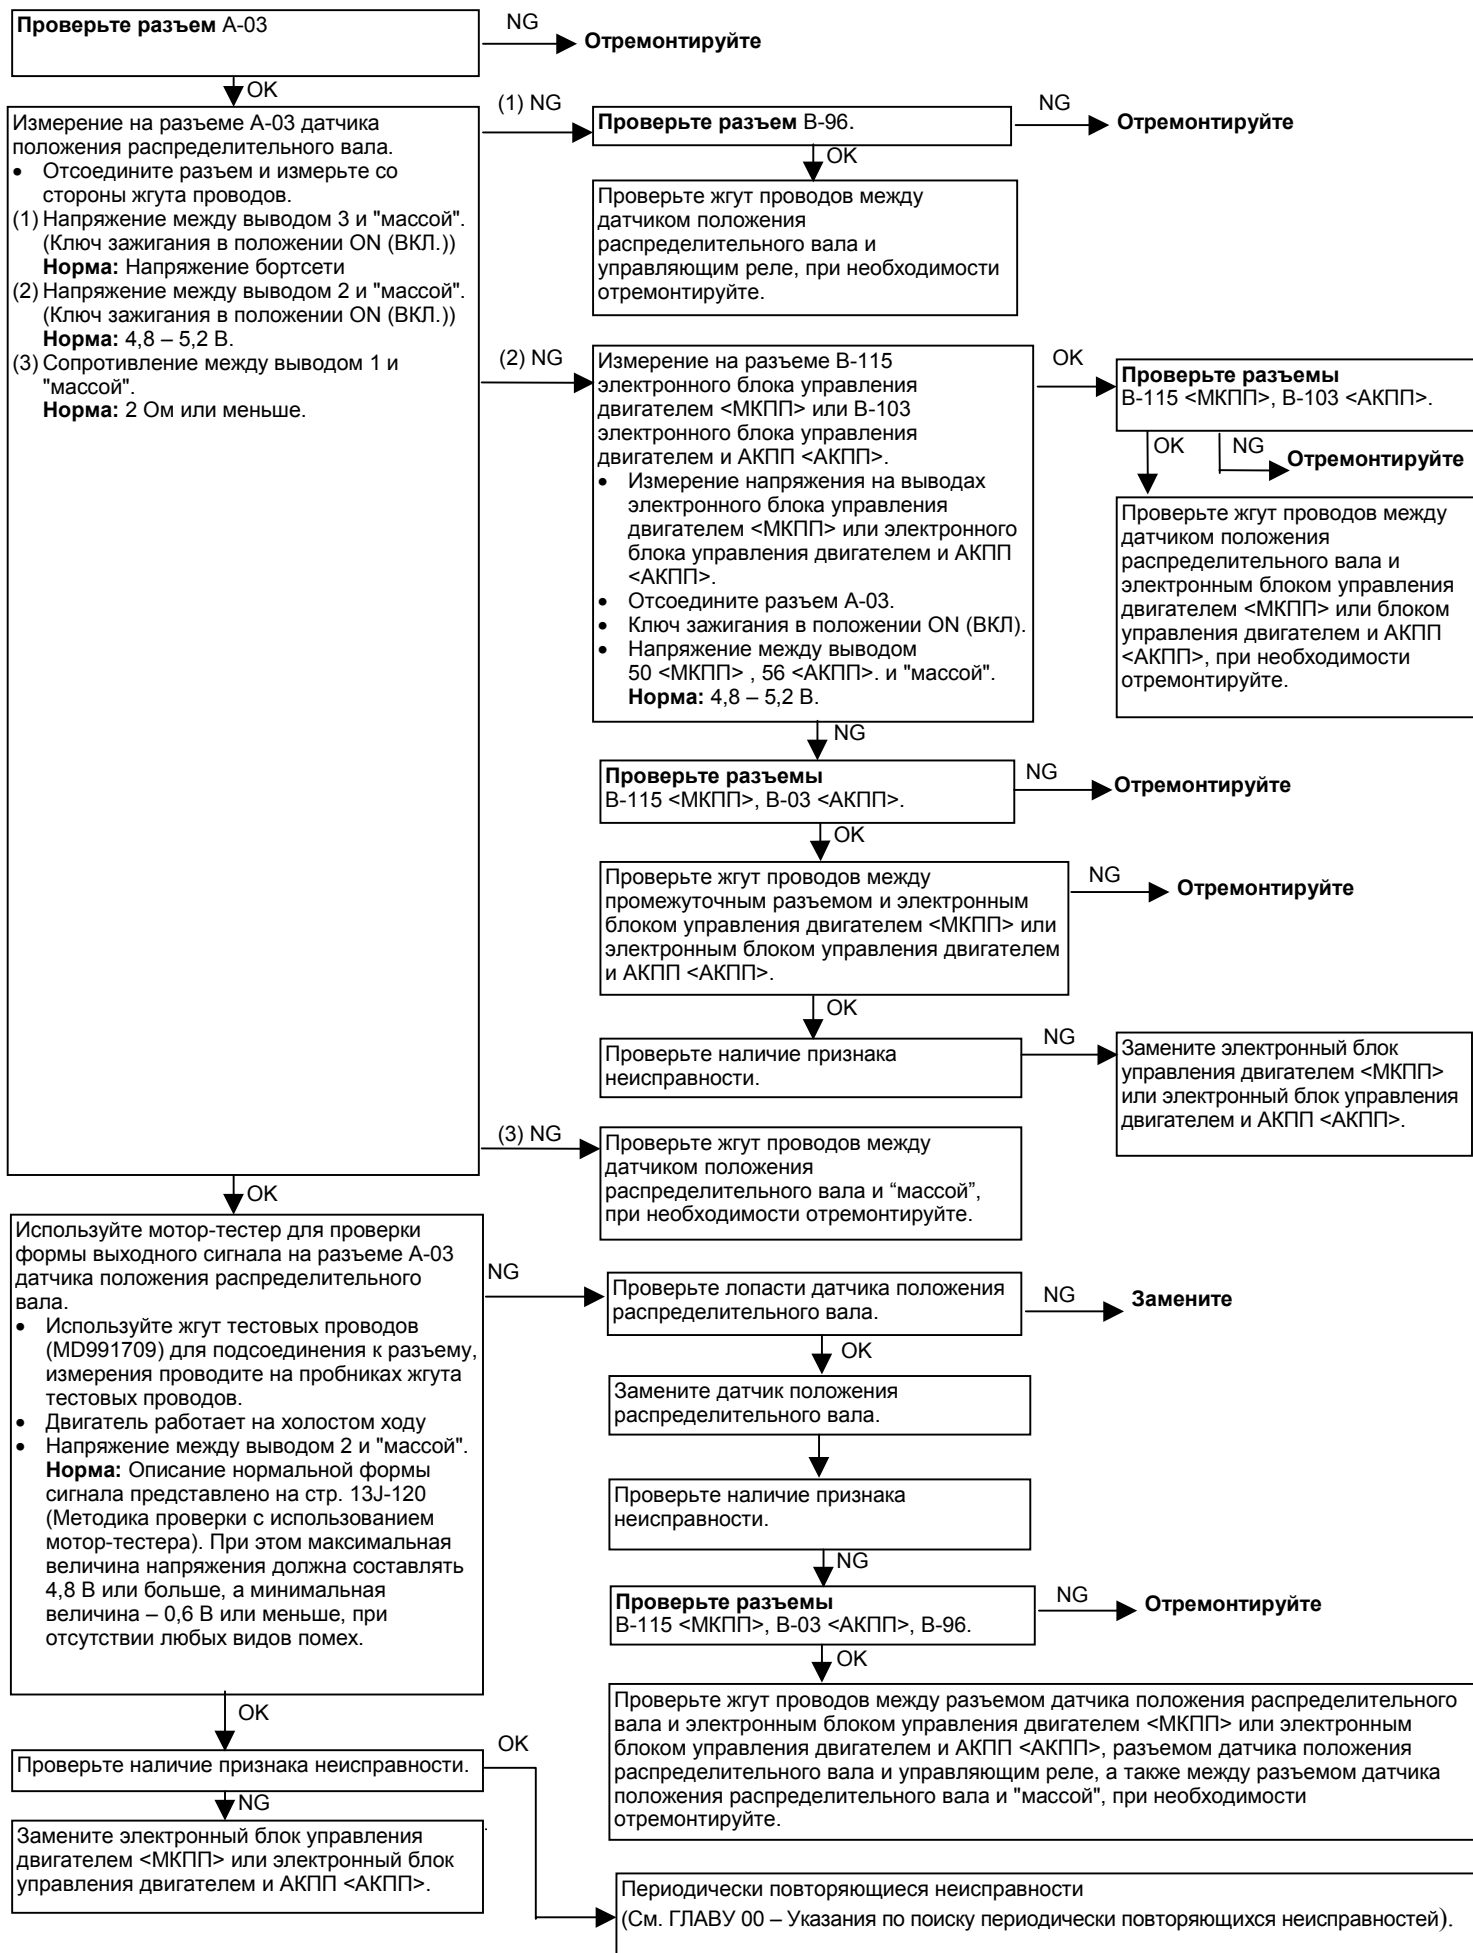 Проверьте разъем A-03
NG
Отремонтируйте
OK
Измерение на разъеме A-03 датчика
положения распределительного вала.
• Отсоедините разъем и измерьте со
стороны жгута проводов.
(1) Напряжение между выводом 3 и "массой".
(Ключ зажигания в положении ON (ВКЛ.))
Норма: Напряжение бортсети
(2) Напряжение между выводом 2 и "массой".
(Ключ зажигания в положении ON (ВКЛ.))
Норма: 4,8 – 5,2 В.
(3) Сопротивление между выводом 1 и
"массой".
Норма: 2 Ом или меньше.
(1) NG
Проверьте разъем B-96.
NG
Отремонтируйте
OK
Проверьте жгут проводов между
датчиком положения
распределительного вала и
управляющим реле, при необходимости
отремонтируйте.
(2) NG
Измерение на разъеме B-115
электронного блока управления
двигателем <МКПП> или B-103
электронного блока управления
двигателем и АКПП <АКПП>.
• Измерение напряжения на выводах
электронного блока управления
двигателем <МКПП> или электронного
блока управления двигателем и АКПП
<АКПП>.
• Отсоедините разъем A-03.
• Ключ зажигания в положении ON (ВКЛ).
• Напряжение между выводом
50 <МКПП> , 56 <АКПП>. и "массой".
Норма: 4,8 – 5,2 В.
OK
Проверьте разъемы
B-115 <МКПП>, B-103 <АКПП>.
OK
NG
Отремонтируйте
Проверьте жгут проводов между
датчиком положения
распределительного вала и
электронным блоком управления
двигателем <МКПП> или блоком
управления двигателем и АКПП
<АКПП>, при необходимости
отремонтируйте.
NG
Проверьте разъемы
B-115 <МКПП>, B-03 <АКПП>.
NG
Отремонтируйте
OK
Проверьте жгут проводов между
промежуточным разъемом и электронным
блоком управления двигателем <МКПП> или
электронным блоком управления двигателем
и АКПП <АКПП>.
NG
Отремонтируйте
OK
Проверьте наличие признака
неисправности.
NG
Замените электронный блок
управления двигателем <МКПП>
или электронный блок управления
двигателем и АКПП <АКПП>.
(3) NG
Проверьте жгут проводов между
датчиком положения
распределительного вала и “массой”,
при необходимости отремонтируйте.
OK
Используйте мотор-тестер для проверки
формы выходного сигнала на разъеме A-03
датчика положения распределительного
вала.
• Используйте жгут тестовых проводов
(MD991709) для подсоединения к разъему,
измерения проводите на пробниках жгута
тестовых проводов.
• Двигатель работает на холостом ходу
• Напряжение между выводом 2 и "массой".
Норма: Описание нормальной формы
сигнала представлено на стр. 13J-120
(Методика проверки с использованием
мотор-тестера). При этом максимальная
величина напряжения должна составлять
4,8 В или больше, а минимальная
величина – 0,6 В или меньше, при
отсутствии любых видов помех.
NG
Проверьте лопасти датчика положения
распределительного вала.
NG
Замените
OK
Замените датчик положения
распределительного вала.
Проверьте наличие признака
неисправности.
NG
Проверьте разъемы
B-115 <МКПП>, B-03 <АКПП>, B-96.
NG
Отремонтируйте
OK
Проверьте жгут проводов между разъемом датчика положения распределительного
вала и электронным блоком управления двигателем <МКПП> или электронным
блоком управления двигателем и АКПП <АКПП>, разъемом датчика положения
распределительного вала и управляющим реле, а также между разъемом датчика
положения распределительного вала и "массой", при необходимости
отремонтируйте.
OK
Проверьте наличие признака неисправности.
OK
NG
Замените электронный блок управления
двигателем <МКПП> или электронный блок
управления двигателем и АКПП <АКПП>.
Периодически повторяющиеся неисправности
(См. ГЛАВУ 00 – Указания по поиску периодически повторяющихся неисправностей).